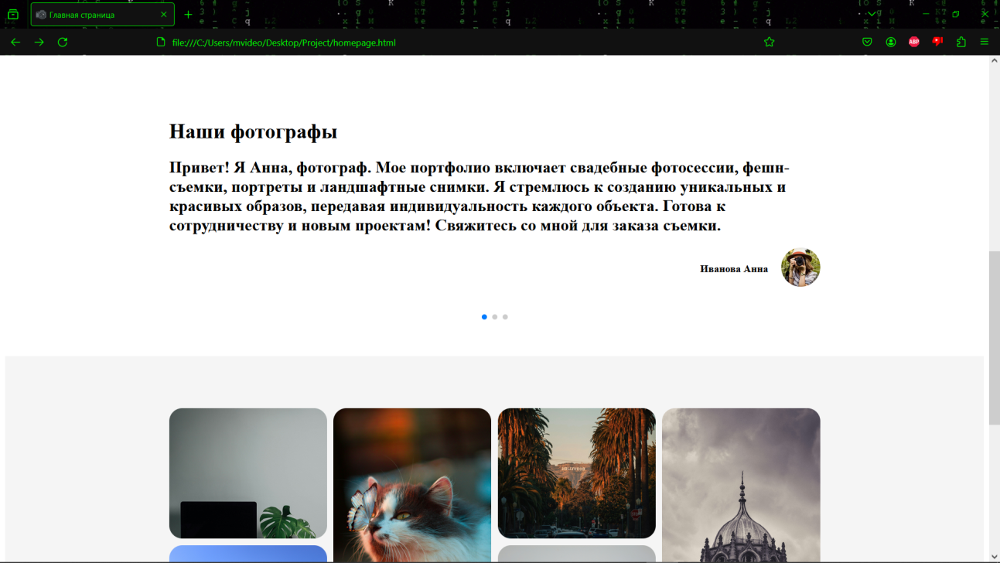 Главная страница
file:///C:/Users/mvideo/Desktop/Project/homepage.html
ABP
Наши фотографы
Привет! Я Анна, фотограф. Мое портфолио включает свадебные фотосессии, фешн-
съемки, портреты и ландшафтные снимки. Я стремлюсь к созданию уникальных и
красивых образов, передавая индивидуальность каждого объекта. Готова к
сотрудничеству и новым проектам! Свяжитесь со мной для заказа съемки.
Иванова Анна
HOLLYWOOD
STOP